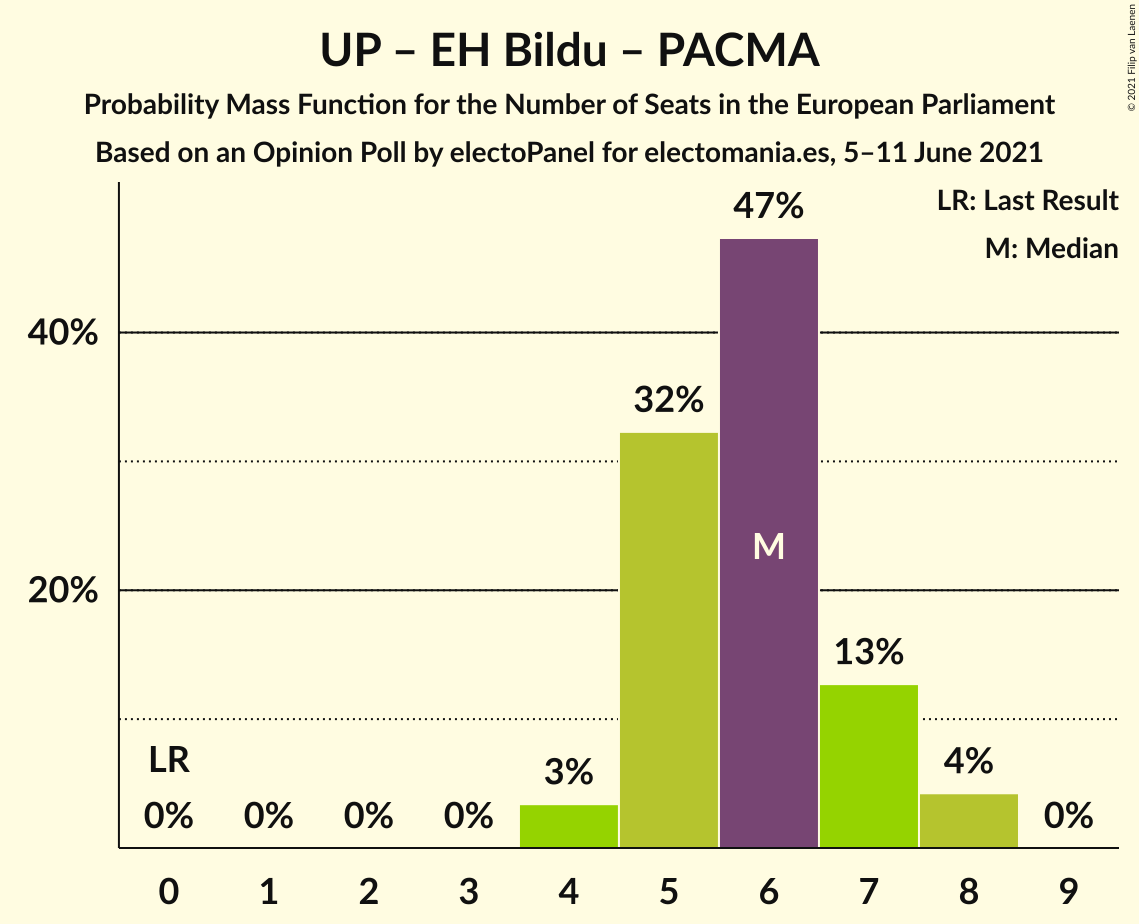 UP – EH Bildu – PACMA
Probability Mass Function for the Number of Seats in the European Parliament
Based on an Opinion Poll by electoPanel for electomania.es, 5–11 June 2021
© 2021 Filip van Laenen
LR: Last Result
M: Median
47%
40%
32%
M
20%
13%
LR
3%
4%
0%
0%
0%
0%
0%
0
1
2
3
4
5
6
7
8
9